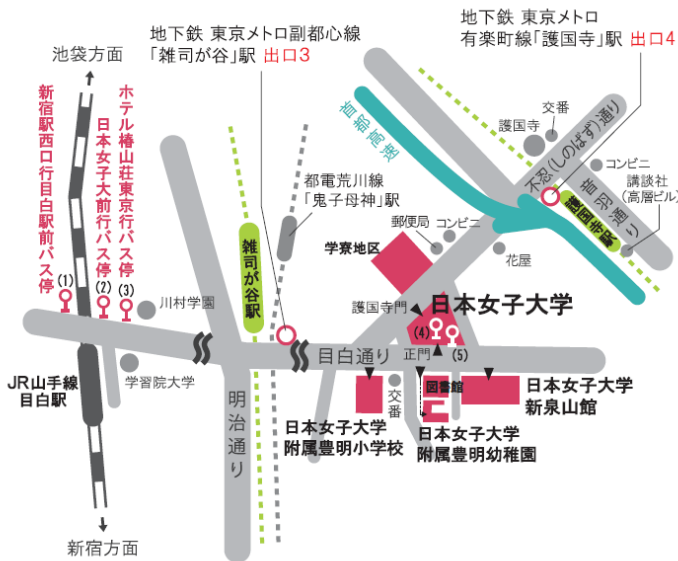 地下鉄 東京メトロ副都心線
「雑司が谷」駅 出口3
地下鉄 東京メトロ
有楽町線「護国寺」駅 出口4
池袋方面
新宿駅西口行目白駅前バス停
(1)
日本女子大前行バス停
(2)
ホテル椿山荘東京行バス停
(3)
川村学園
学習院大学
JR山手線
目白駅
新宿方面
雑司が谷駅
都電荒川線
「鬼子母神」駅
首都高速
護国寺
交番
不忍(しのばず)通り
コンビニ
音羽通り
講談社
(高層ビル)
護国寺駅
郵便局
コンビニ
学寮地区
花屋
護国寺門
日本女子大学
(4)
(5)
正門
目白通り
明治通り
交番
図書館
日本女子大学
附属豊明小学校
日本女子大学
附属豊明幼稚園
日本女子大学
新泉山館